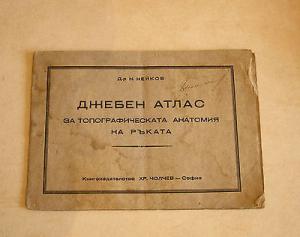 Д-р Н. НЕЙКОВ
ДЖЕБЕН АТЛАС
ЗА ТОПОГРАФИЧЕСКАТА АНАТОМИЯ
НА РЪКАТА
Книгоиздателство ХР. ЧОЛЧЕВ — София